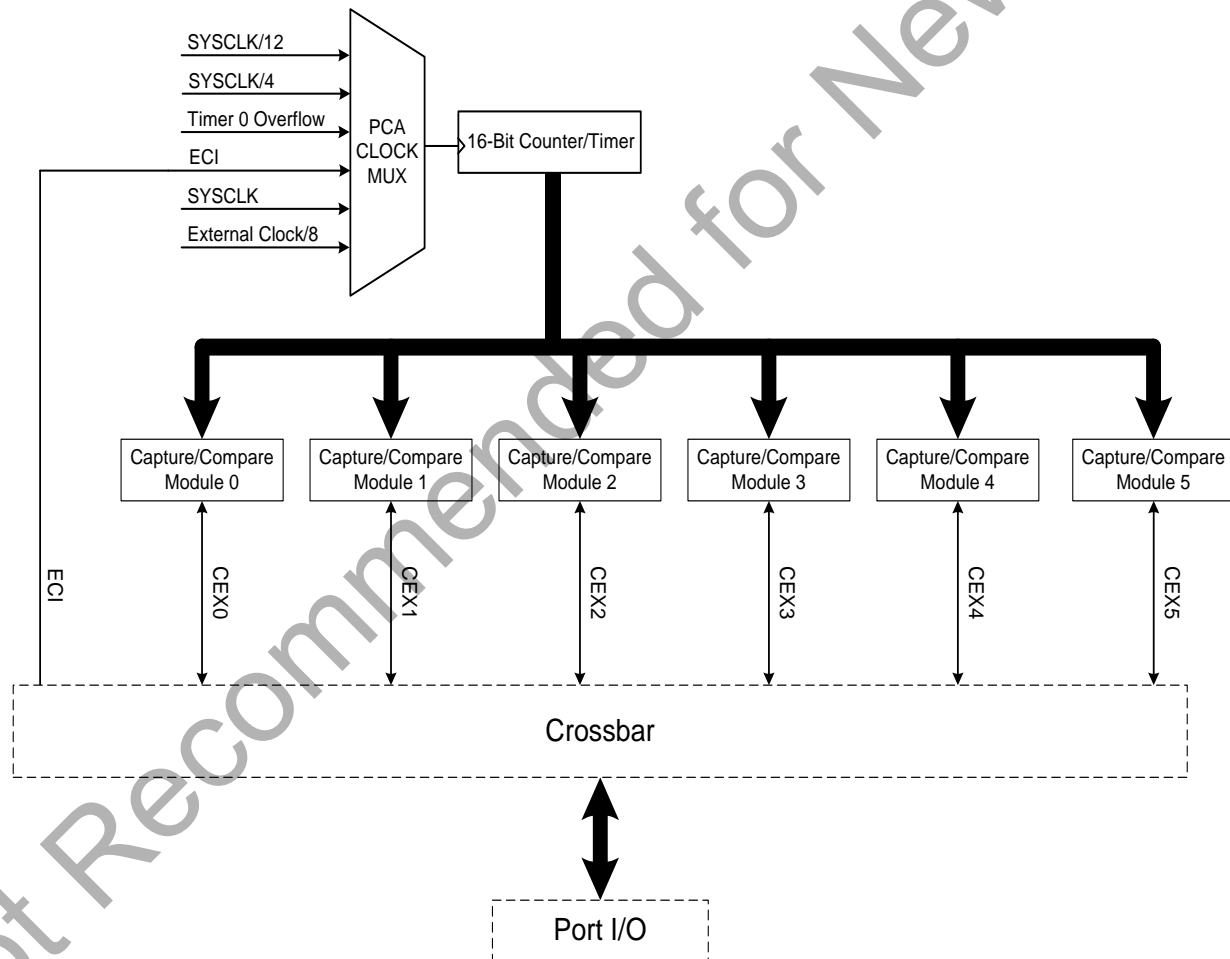 SYSCLK/12
SYSCLK/4
Timer 0 Overflow
ECI
SYSCLK
External Clock/8
PCA
CLOCK
MUX
16-Bit Counter/Timer
Capture/Compare
Module 0
Capture/Compare
Module 1
Capture/Compare
Module 2
Capture/Compare
Module 3
Capture/Compare
Module 4
Capture/Compare
Module 5
ECI
CEX0
CEX1
CEX2
CEX3
CEX4
CEX5
Crossbar
Port I/O
Recommended for